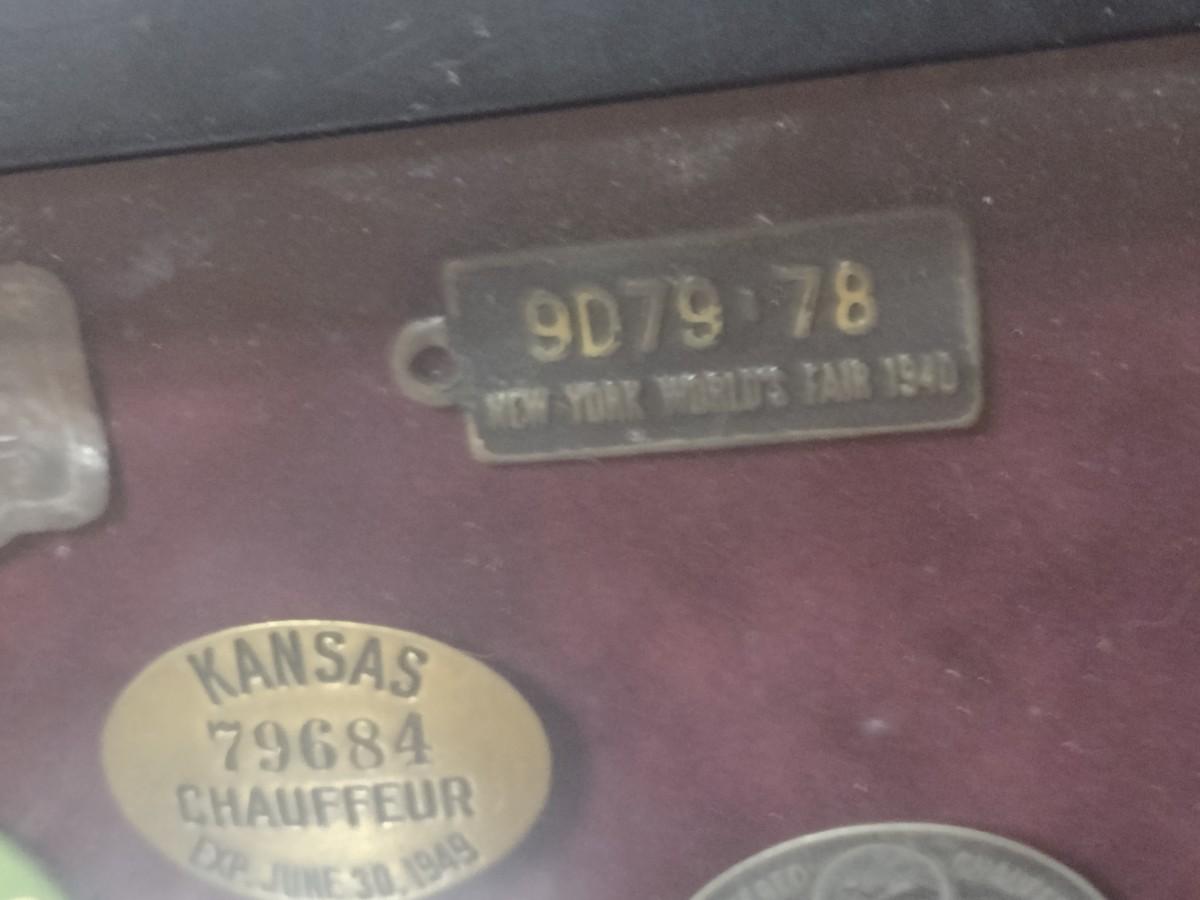 9D79·78
NEW YORK WORLD'S FAIR 1940
KANSAS
79684
CHAUFFEUR
EXP. JUNE 30, 1949